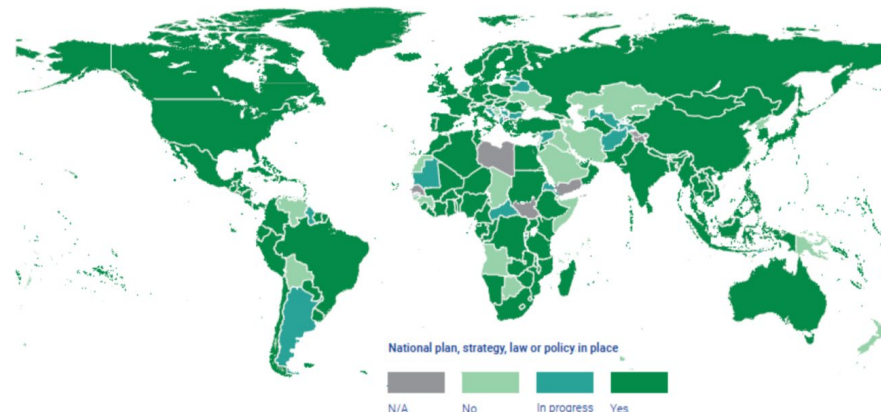 National plan, strategy, law or policy in place
N/A
No
In progress
Yes